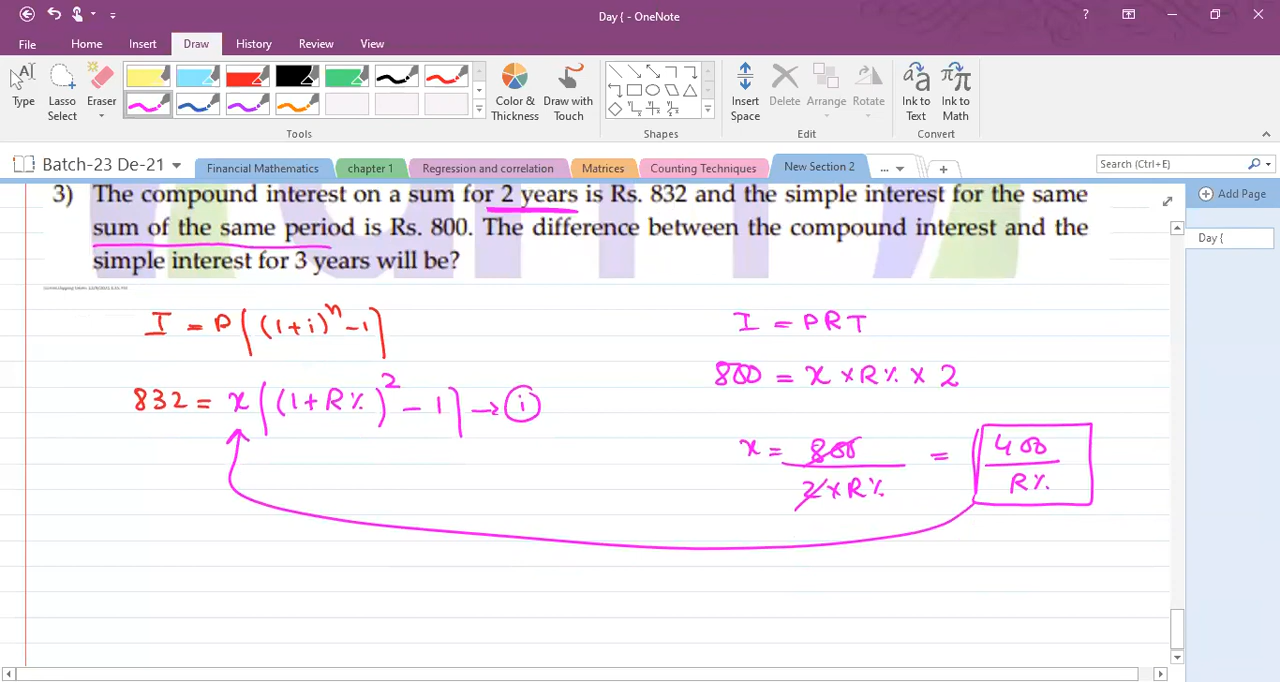 Day { - OneNote
?
File Home Insert Draw History Review View
Type
Lasso Select
Eraser
Color & Thickness
Draw with Touch
Insert Space
Delete
Arrange
Rotate
Ink to Text
Ink to Math
Tools
Shapes
Edit
Convert
Batch-23 De-21
Financial Mathematics
chapter 1
Regression and correlation
Matrices
Counting Techniques
New Section 2
...
Search (Ctrl+E)
Add Page
Day {
3) The compound interest on a sum for 2 years is Rs. 832 and the simple interest for the same
sum of the same period is Rs. 800. The difference between the compound interest and the
simple interest for 3 years will be?
I = P((1+i)^n -1)
I = PRT
832 = x((1+R%)^2 - 1) → i
800 = x × R% × 2
x = 800 / 2×R% = 400 / R%